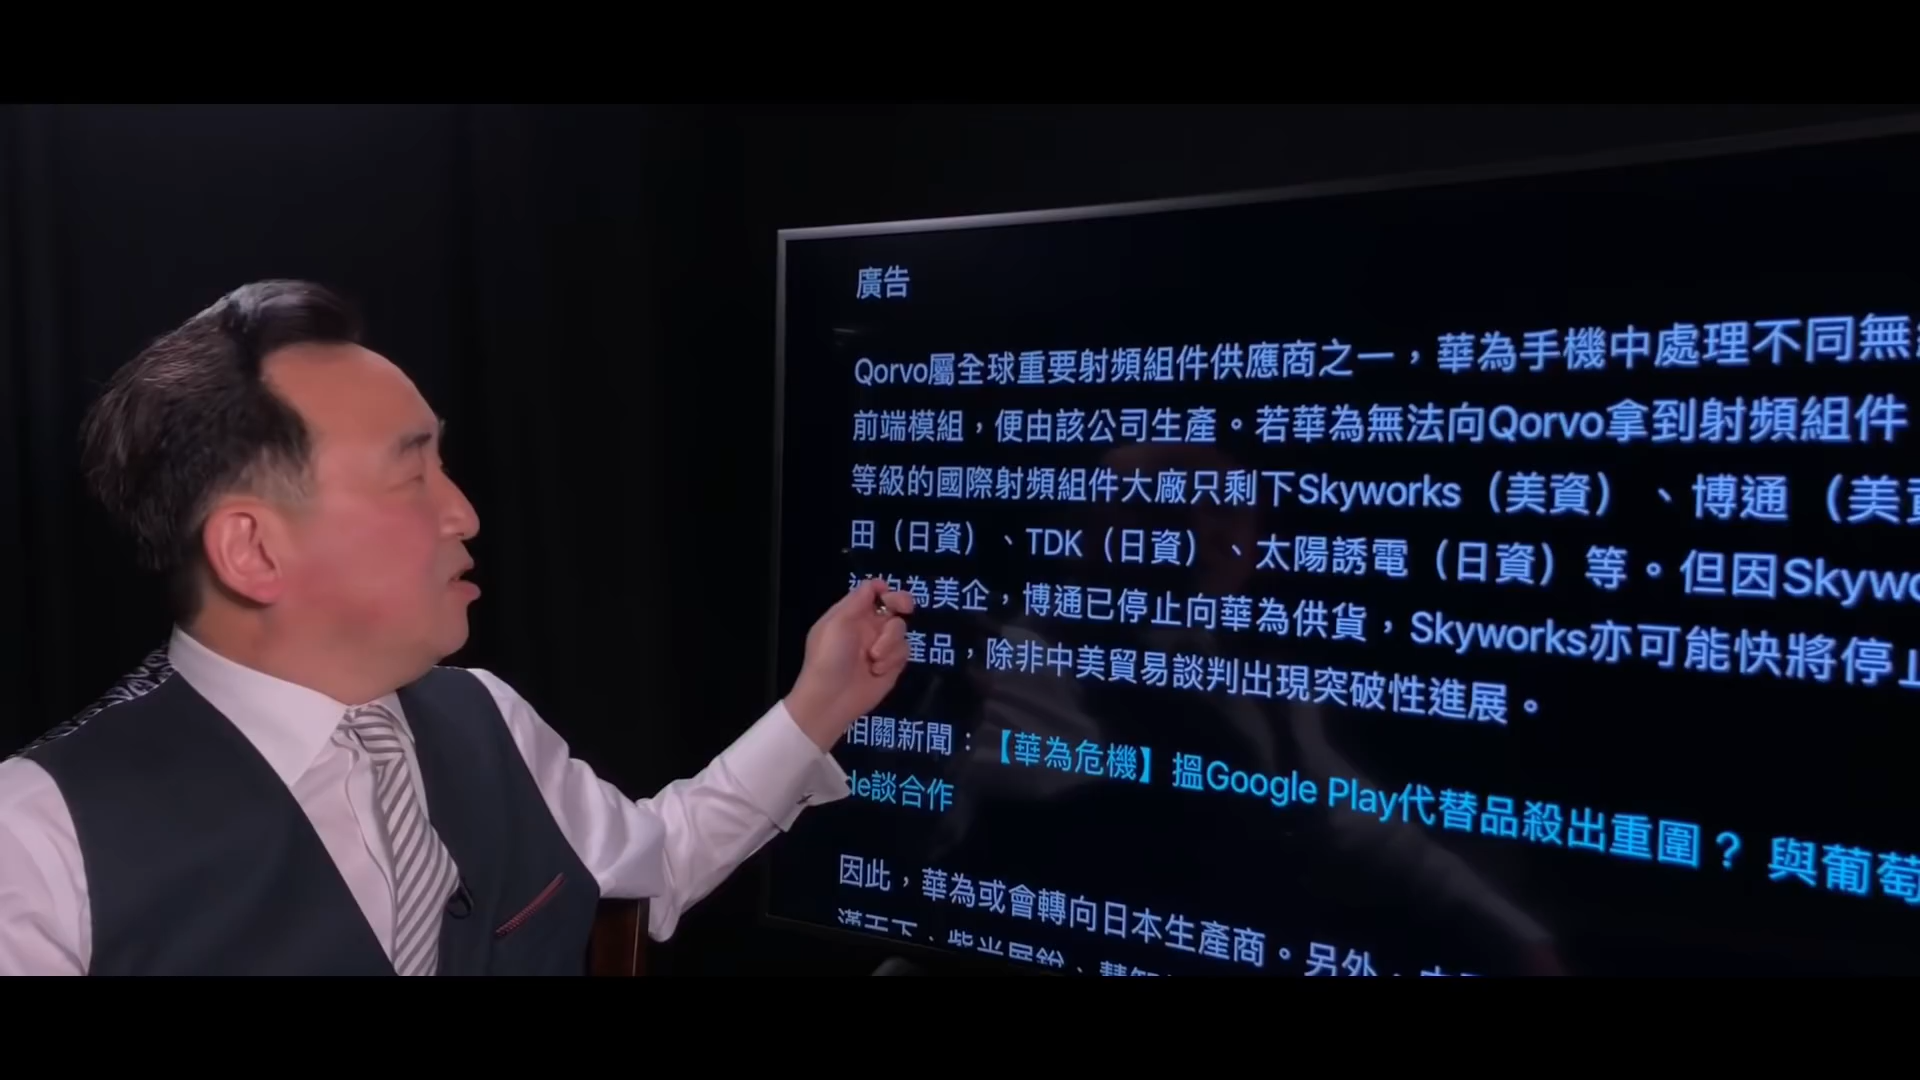 廣告
Qorvo屬全球重要射頻組件供應商之一，華為手機中處理不同無
前端模組，便由該公司生產。若華為無法向Qorvo拿到射頻組件
等級的國際射頻組件大廠只剩下Skyworks（美資）、博通（美
田（日資）、TDK（日資）、太陽誘電（日資）等。但因Skyw
均為美企，博通已停止向華為供貨，Skyworks亦可能快將停
產品，除非中美貿易談判出現突破性進展。
相關新聞：【華為危機】搵Google Play代替品殺出重圍？ 與葡萄
de談合作
因此，華為或會轉向日本生產商。另外，